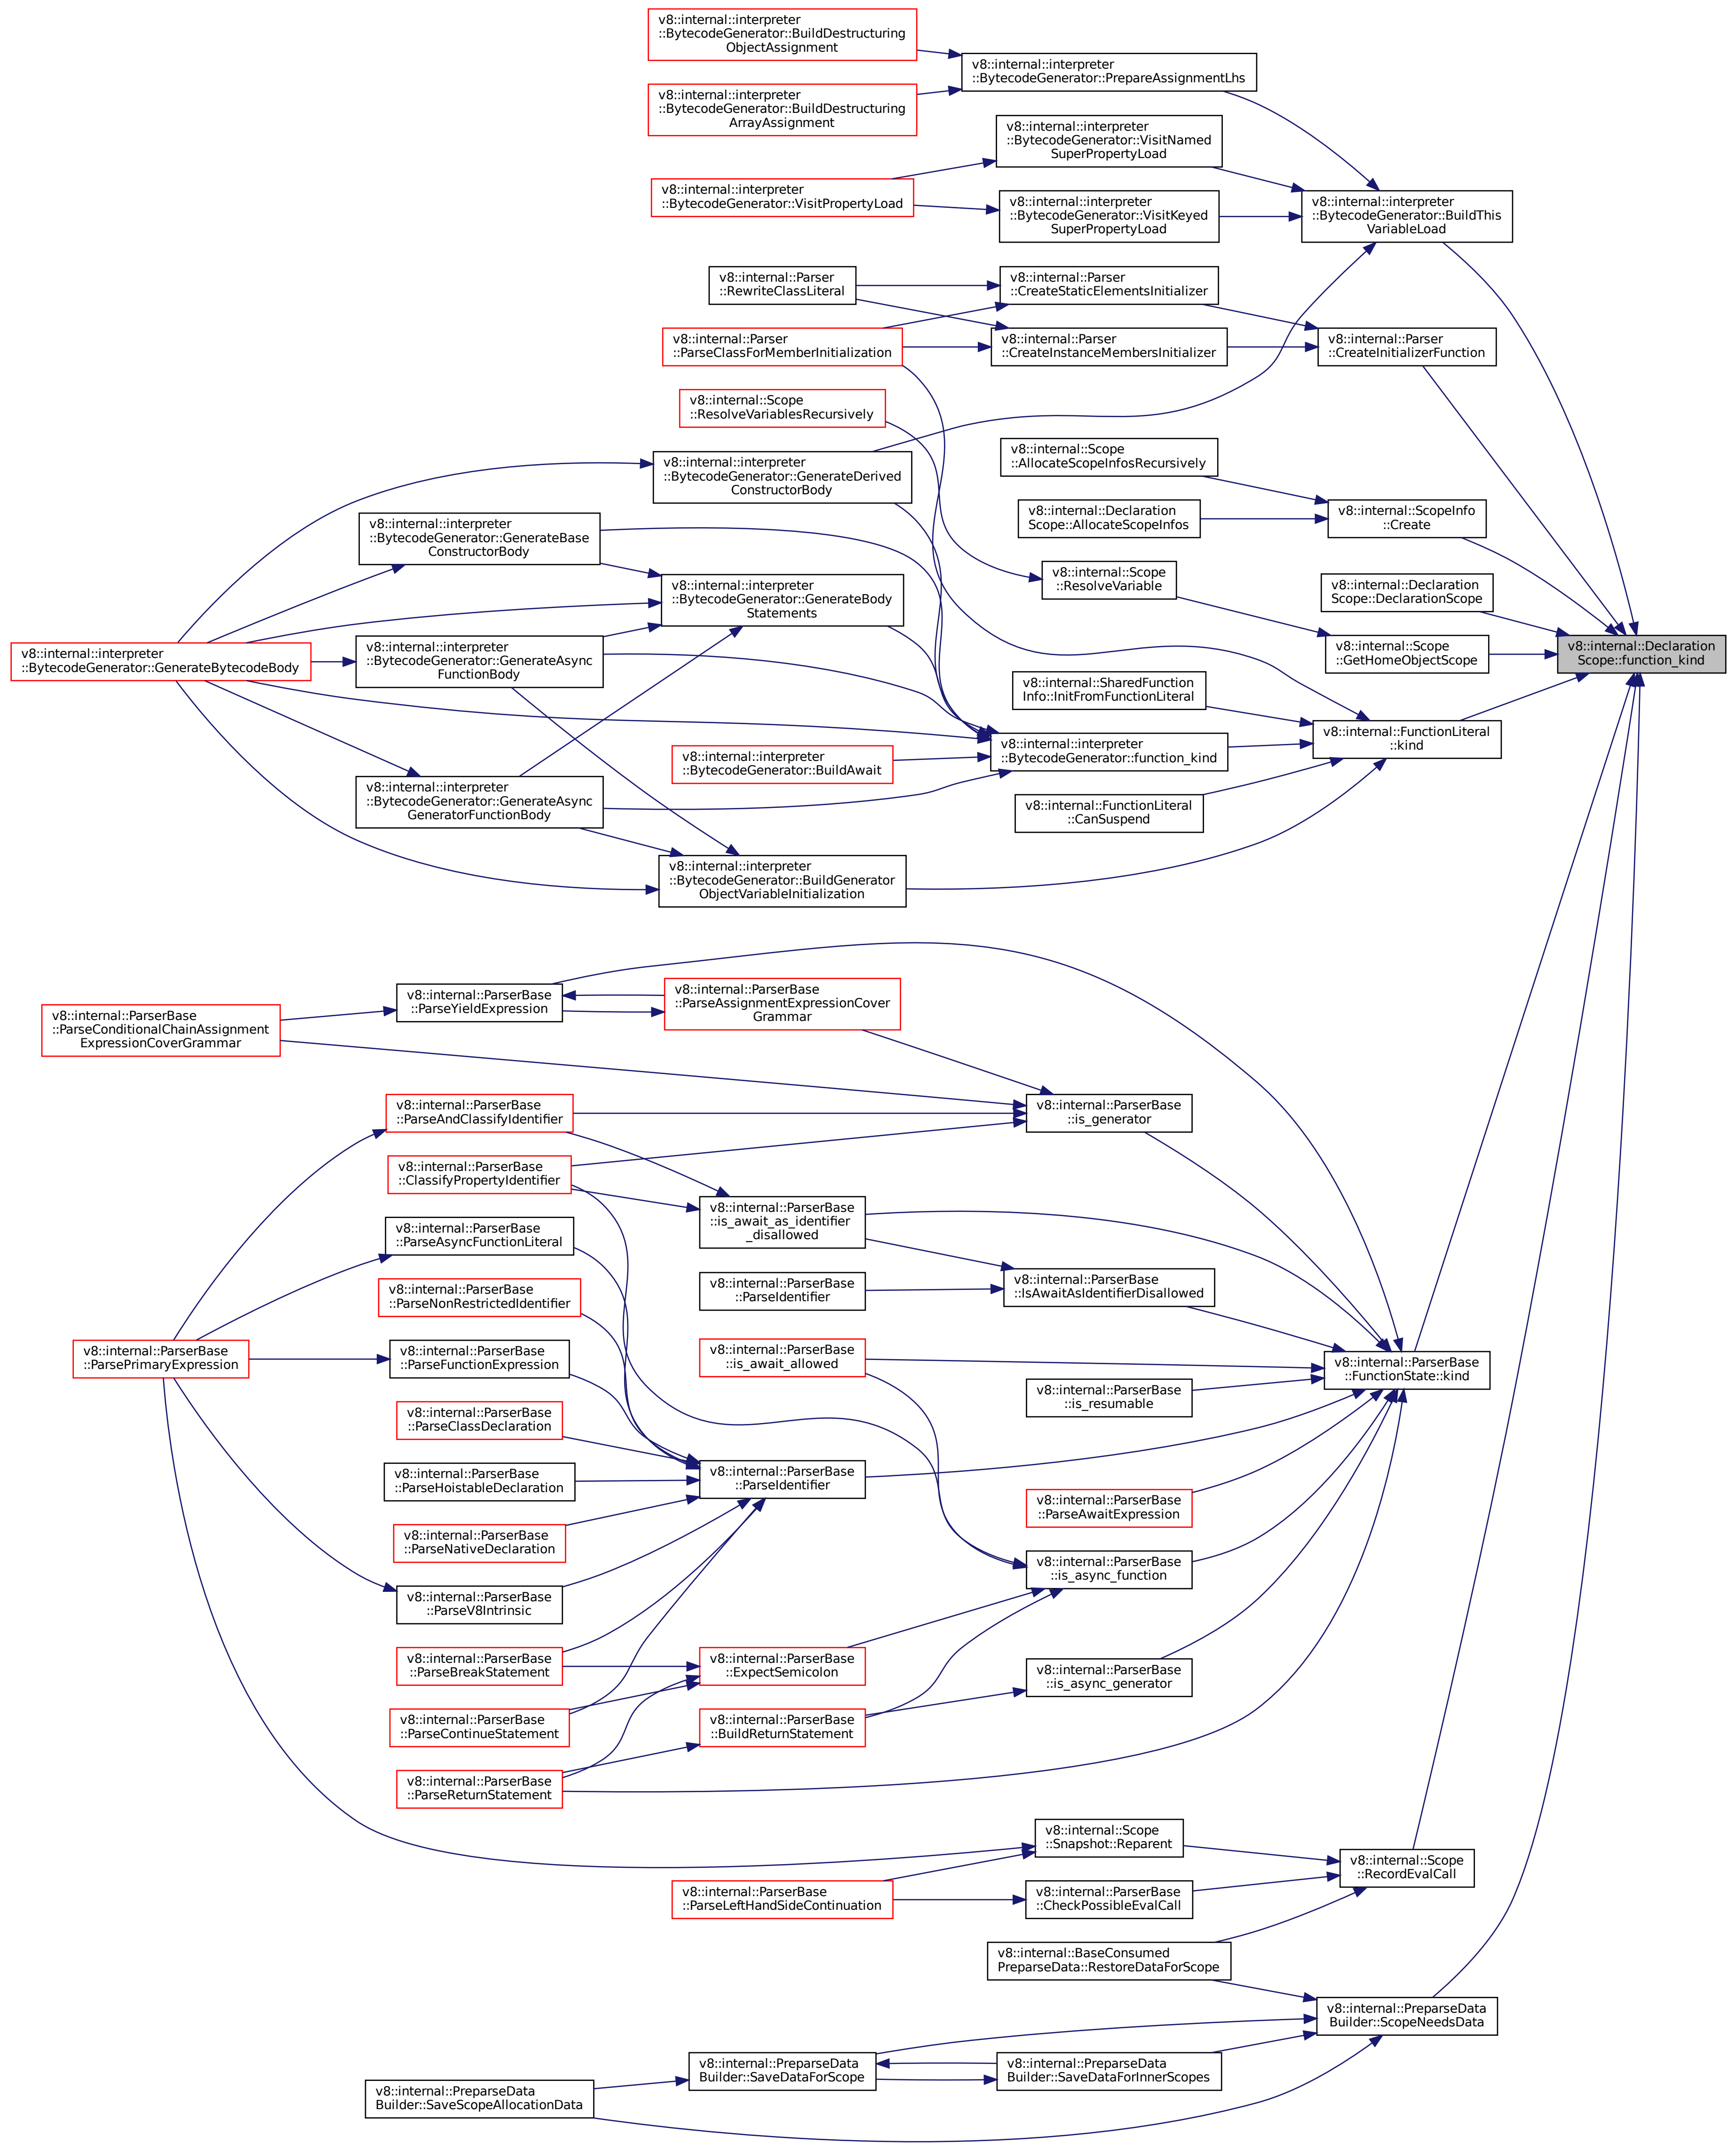 v8::internal::interpreter
::BytecodeGenerator::BuildDestructuring
ObjectAssignment
v8::internal::interpreter
::BytecodeGenerator::PrepareAssignmentLhs
v8::internal::interpreter
::BytecodeGenerator::BuildDestructuring
ArrayAssignment
v8::internal::interpreter
::BytecodeGenerator::VisitNamed
SuperPropertyLoad
v8::internal::interpreter
::BytecodeGenerator::VisitPropertyLoad
v8::internal::interpreter
::BytecodeGenerator::VisitKeyed
SuperPropertyLoad
v8::internal::interpreter
::BytecodeGenerator::BuildThis
VariableLoad
v8::internal::Parser
::RewriteClassLiteral
v8::internal::Parser
::CreateStaticElementsInitializer
v8::internal::Parser
::ParseClassForMemberInitialization
v8::internal::Parser
::CreateInstanceMembersInitializer
v8::internal::Parser
::CreateInitializerFunction
v8::internal::Scope
::ResolveVariablesRecursively
v8::internal::Scope
::AllocateScopeInfosRecursively
v8::internal::interpreter
::BytecodeGenerator::GenerateDerived
ConstructorBody
v8::internal::Declaration
Scope::AllocateScopeInfos
v8::internal::ScopeInfo
::Create
v8::internal::interpreter
::BytecodeGenerator::GenerateBase
ConstructorBody
v8::internal::Scope
::ResolveVariable
v8::internal::Declaration
Scope::DeclarationScope
v8::internal::interpreter
::BytecodeGenerator::GenerateBody
Statements
v8::internal::interpreter
::BytecodeGenerator::GenerateBytecodeBody
v8::internal::interpreter
::BytecodeGenerator::GenerateAsync
FunctionBody
v8::internal::Scope
::GetHomeObjectScope
v8::internal::Declaration
Scope::function_kind
v8::internal::SharedFunction
Info::InitFromFunctionLiteral
v8::internal::FunctionLiteral
::kind
v8::internal::interpreter
::BytecodeGenerator::BuildAwait
v8::internal::interpreter
::BytecodeGenerator::function_kind
v8::internal::interpreter
::BytecodeGenerator::GenerateAsync
GeneratorFunctionBody
v8::internal::FunctionLiteral
::CanSuspend
v8::internal::interpreter
::BytecodeGenerator::BuildGenerator
ObjectVariableInitialization
v8::internal::ParserBase
::ParseConditionalChainAssignment
ExpressionCoverGrammar
v8::internal::ParserBase
::ParseYieldExpression
v8::internal::ParserBase
::ParseAssignmentExpressionCover
Grammar
v8::internal::ParserBase
::ParseAndClassifyIdentifier
v8::internal::ParserBase
::is_generator
v8::internal::ParserBase
::ClassifyPropertyIdentifier
v8::internal::ParserBase
::is_await_as_identifier
_disallowed
v8::internal::ParserBase
::ParseAsyncFunctionLiteral
v8::internal::ParserBase
::ParseIdentifier
v8::internal::ParserBase
::IsAwaitAsIdentifierDisallowed
v8::internal::ParserBase
::ParseNonRestrictedIdentifier
v8::internal::ParserBase
::ParsePrimaryExpression
v8::internal::ParserBase
::ParseFunctionExpression
v8::internal::ParserBase
::is_await_allowed
v8::internal::ParserBase
::is_resumable
v8::internal::ParserBase
::FunctionState::kind
v8::internal::ParserBase
::ParseClassDeclaration
v8::internal::ParserBase
::ParseHoistableDeclaration
v8::internal::ParserBase
::ParseIdentifier
v8::internal::ParserBase
::ParseAwaitExpression
v8::internal::ParserBase
::ParseNativeDeclaration
v8::internal::ParserBase
::is_async_function
v8::internal::ParserBase
::ParseV8Intrinsic
v8::internal::ParserBase
::ParseBreakStatement
v8::internal::ParserBase
::ExpectSemicolon
v8::internal::ParserBase
::is_async_generator
v8::internal::ParserBase
::ParseContinueStatement
v8::internal::ParserBase
::BuildReturnStatement
v8::internal::ParserBase
::ParseReturnStatement
v8::internal::Scope
::Snapshot::Reparent
v8::internal::Scope
::RecordEvalCall
v8::internal::ParserBase
::ParseLeftHandSideContinuation
v8::internal::ParserBase
::CheckPossibleEvalCall
v8::internal::BaseConsumed
PreparseData::RestoreDataForScope
v8::internal::PreparseData
Builder::ScopeNeedsData
v8::internal::PreparseData
Builder::SaveDataForScope
v8::internal::PreparseData
Builder::SaveDataForInnerScopes
v8::internal::PreparseData
Builder::SaveScopeAllocationData